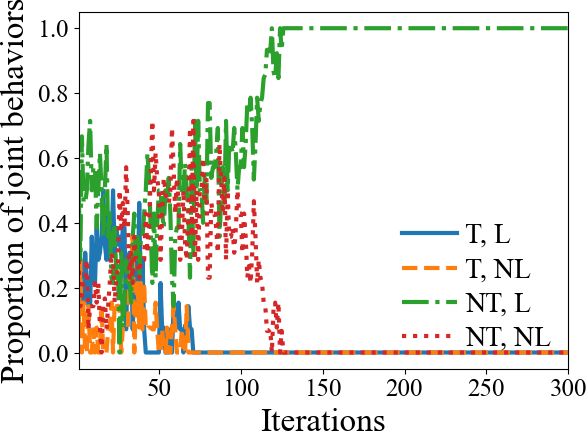 Proportion of joint behaviors
1.0
0.8
0.6
0.4
0.2
0.0
T, L
T, NL
NT, L
NT, NL
50 100 150 200 250 300
Iterations